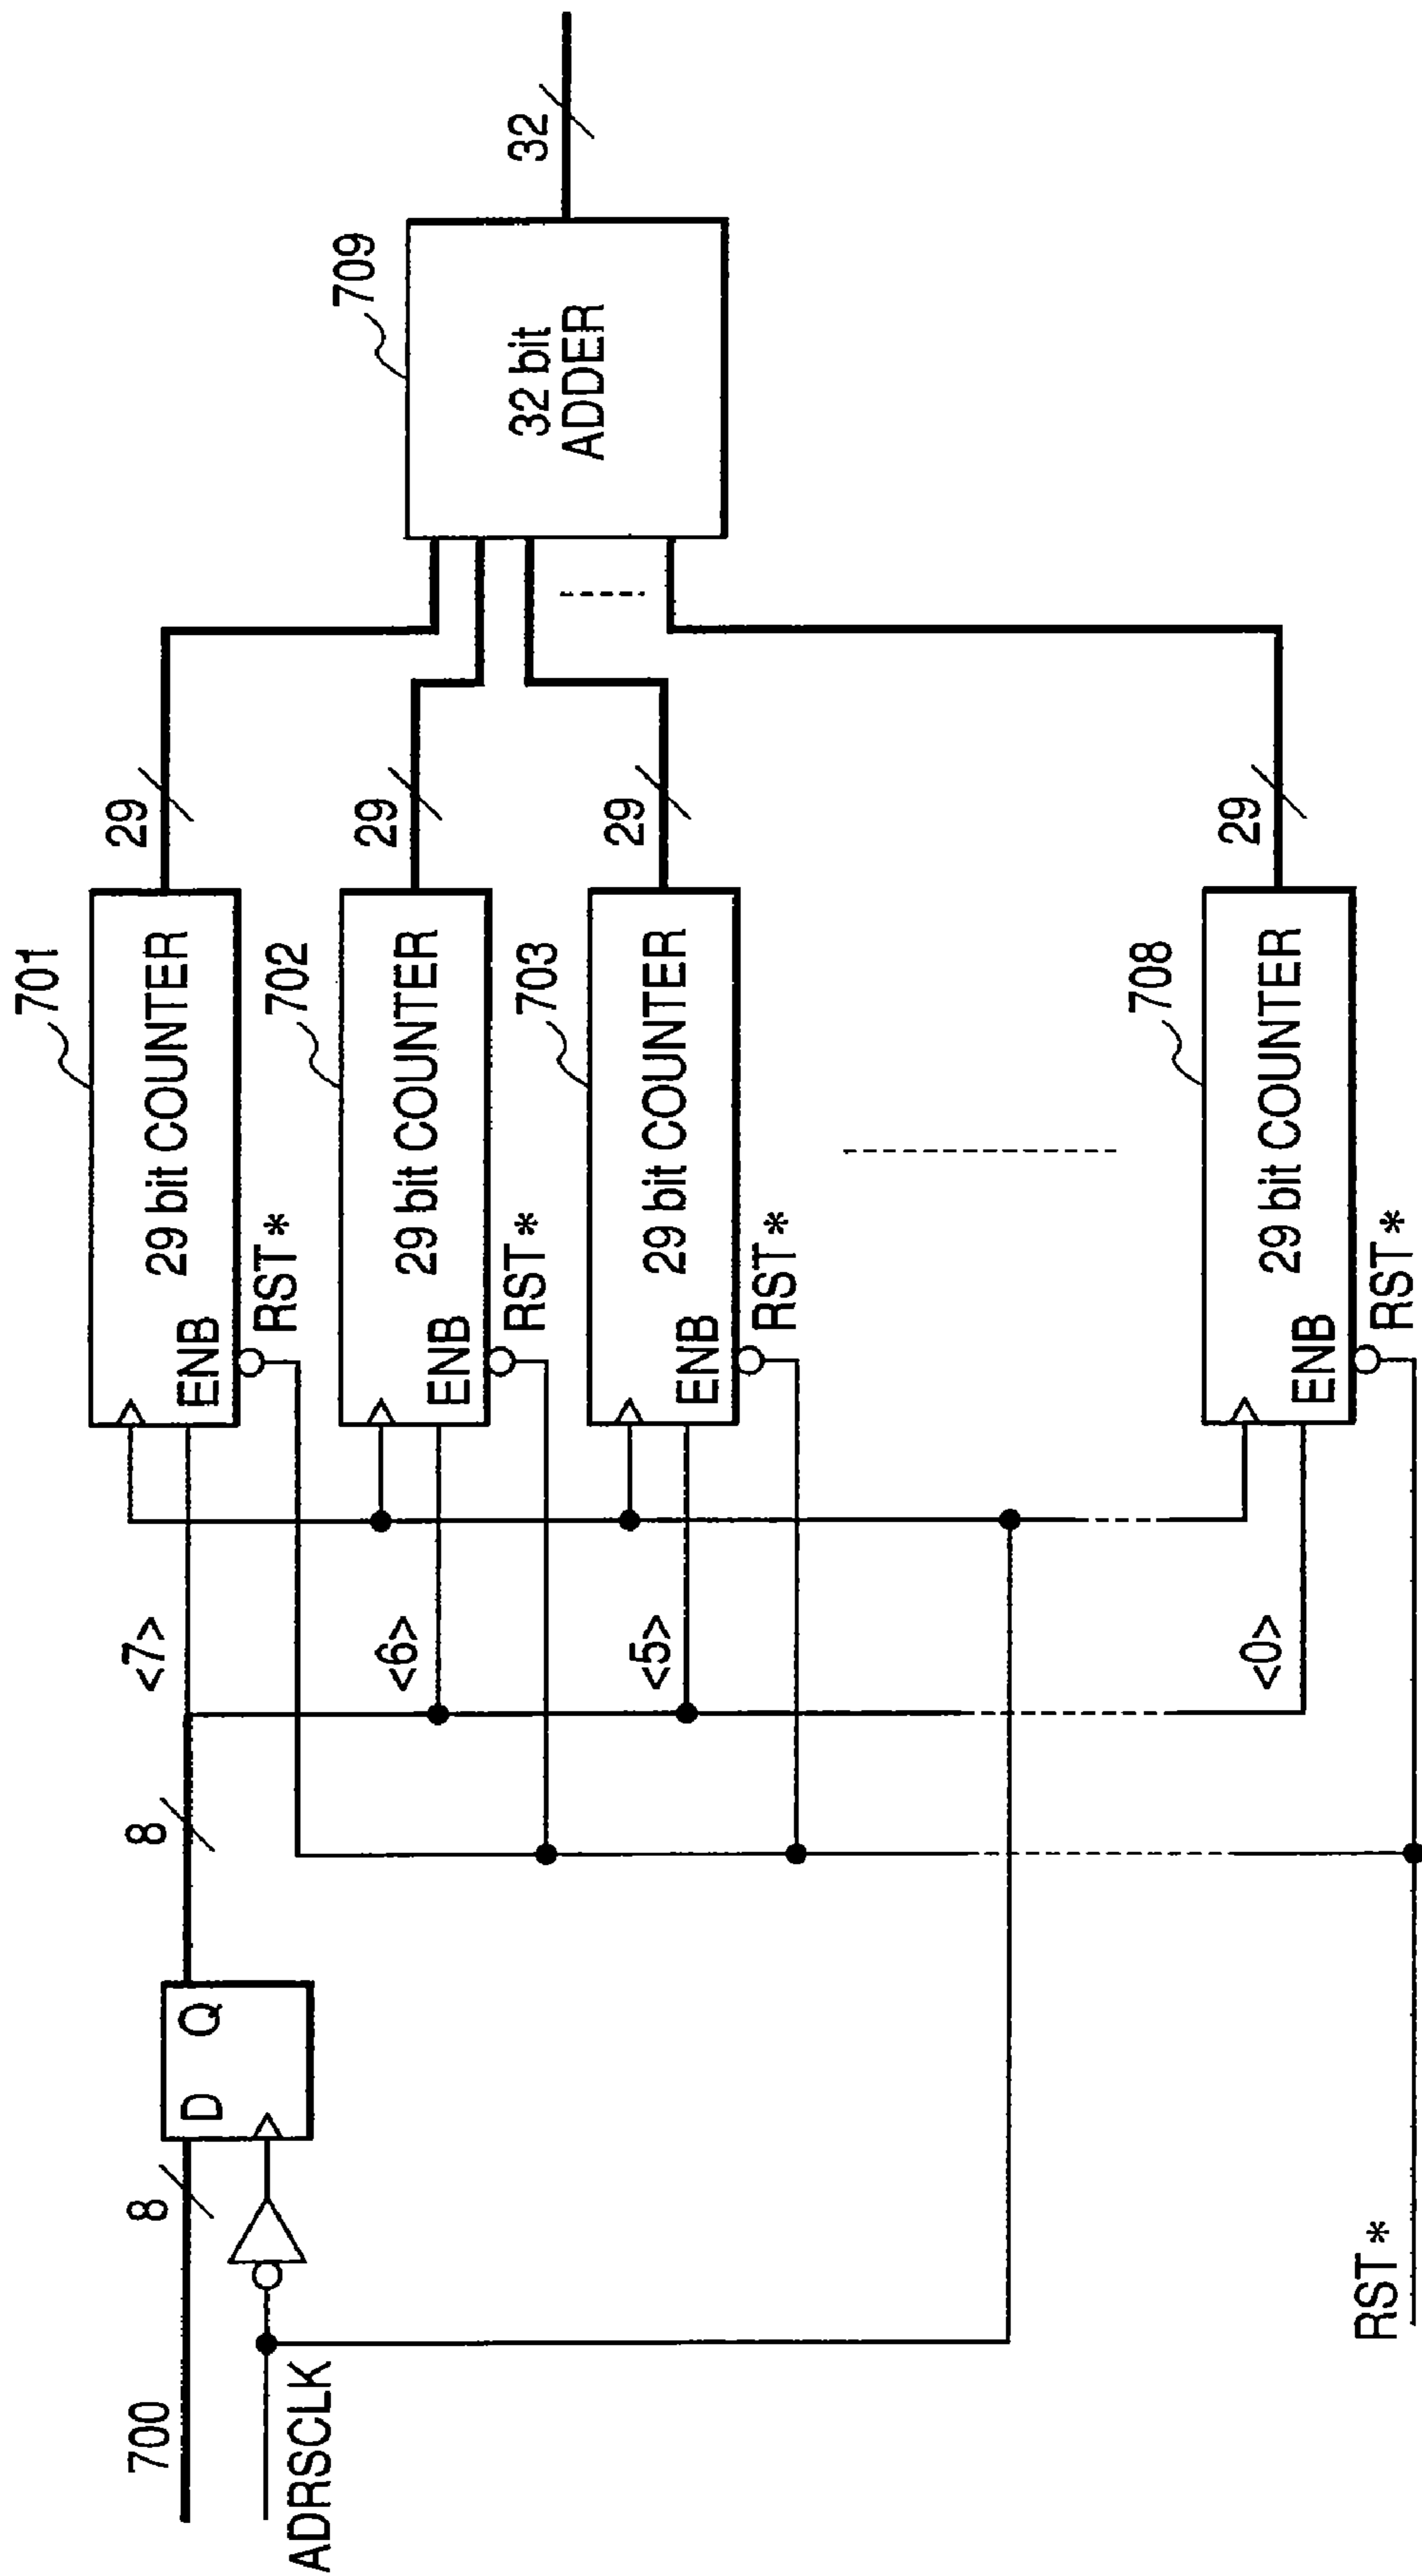 700
8
D Q
8
ADRSCLK
<7>
<6>
<5>
<0>
701
29 bit COUNTER
ENB
RST*
29
702
29 bit COUNTER
ENB
RST*
29
703
29 bit COUNTER
ENB
RST*
29
708
29 bit COUNTER
ENB
RST*
29
709
32 bit
ADDER
32
RST*